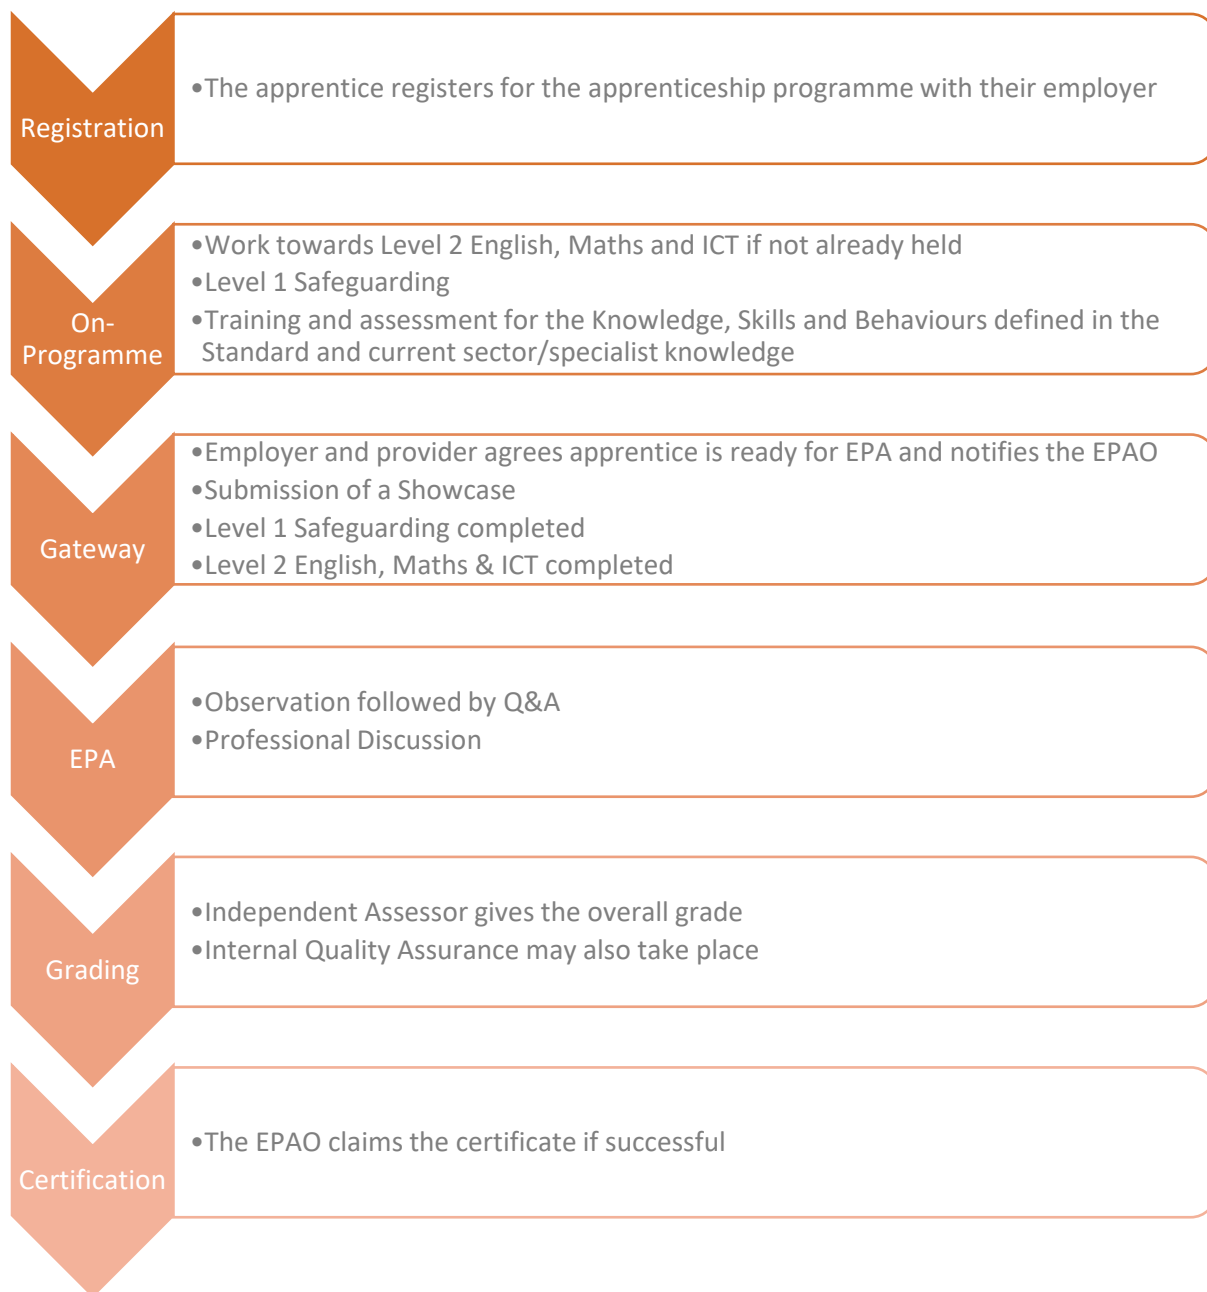 Registration
•The apprentice registers for the apprenticeship programme with their employer
On-
Programme
•Work towards Level 2 English, Maths and ICT if not already held
•Level 1 Safeguarding
•Training and assessment for the Knowledge, Skills and Behaviours defined in the
Standard and current sector/specialist knowledge
Gateway
•Employer and provider agrees apprentice is ready for EPA and notifies the EPAO
•Submission of a Showcase
•Level 1 Safeguarding completed
•Level 2 English, Maths & ICT completed
EPA
•Observation followed by Q&A
•Professional Discussion
Grading
•Independent Assessor gives the overall grade
•Internal Quality Assurance may also take place
Certification
•The EPAO claims the certificate if successful